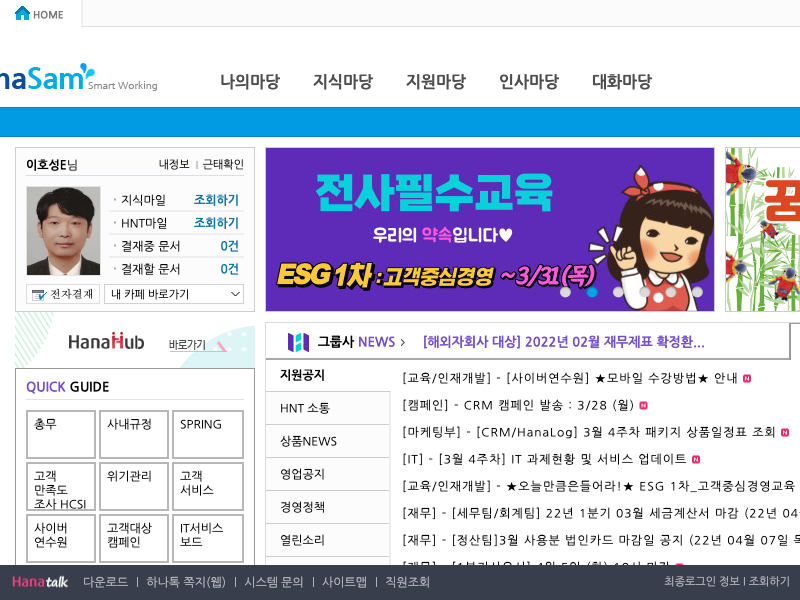 HOME
naSam Smart Working
나의마당 지식마당 지원마당 인사마당 대화마당
이호성E님 내정보 | 근태확인
· 지식마일 조회하기
· HNT마일 조회하기
· 결재중 문서 0건
· 결재할 문서 0건
전자결재 내 카페 바로가기
전사필수교육
우리의 약속입니다♥
ESG 1차 : 고객중심경영 ~3/31(목)
꿈
HanaHub 바로가기
그룹사 NEWS > [해외자회사 대상] 2022년 02월 재무제표 확정환...
QUICK GUIDE
총무 사내규정 SPRING
고객
만족도
조사 HCSI
위기관리
고객
서비스
사이버
연수원
고객대상
캠페인
IT서비스
보드
지원공지
HNT 소통
상품NEWS
영업공지
경영정책
열린소리
[교육/인재개발] - [사이버연수원] ★모바일 수강방법★ 안내 N
[캠페인] - CRM 캠페인 발송 : 3/28 (월) N
[마케팅부] - [CRM/HanaLog] 3월 4주차 패키지 상품일정표 조회 N
[IT] - [3월 4주차] IT 과제현황 및 서비스 업데이트 N
[교육/인재개발] - ★오늘만큼은들어라!★ ESG 1차_고객중심경영교육
[재무] - [세무팀/회계팀] 22년 1분기 03월 세금계산서 마감 (22년 04
[재무] - [정산팀]3월 사용분 법인카드 마감일 공지 (22년 04월 07일 목
Hanatalk 다운로드 | 하나톡 쪽지(웹) | 시스템 문의 | 사이트맵 | 직원조회
최종로그인 정보 | 조회하기